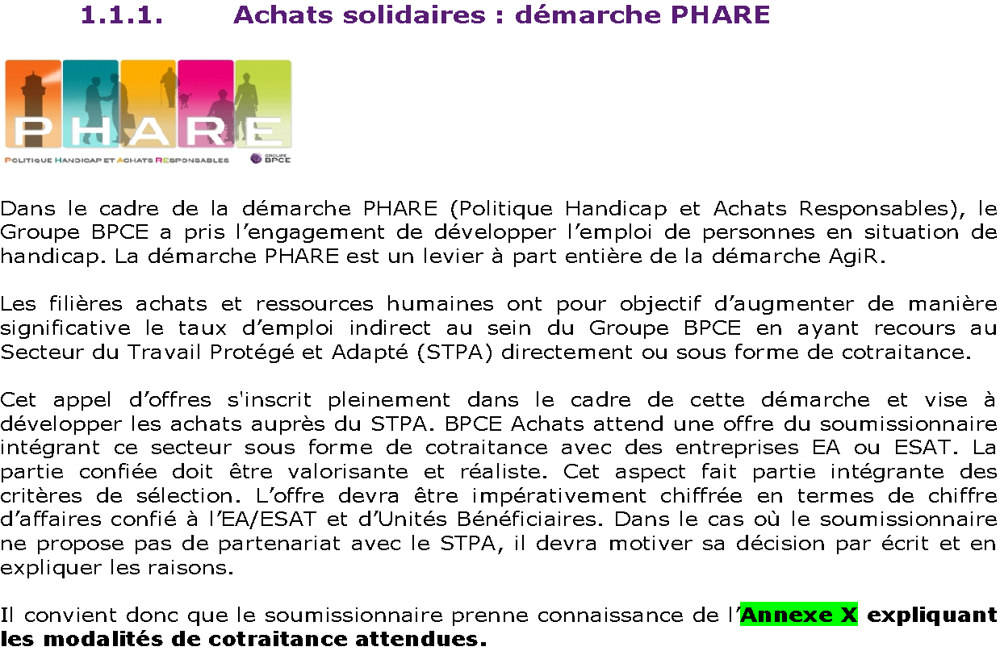 1.1.1. Achats solidaires : démarche PHARE
PHARE
POLITIQUE HANDICAP ET ACHATS RESPONSABLES GROUPE BPCE
Dans le cadre de la démarche PHARE (Politique Handicap et Achats Responsables), le
Groupe BPCE a pris l’engagement de développer l’emploi de personnes en situation de
handicap. La démarche PHARE est un levier à part entière de la démarche AgiR.
Les filières achats et ressources humaines ont pour objectif d’augmenter de manière
significative le taux d’emploi indirect au sein du Groupe BPCE en ayant recours au
Secteur du Travail Protégé et Adapté (STPA) directement ou sous forme de cotraitance.
Cet appel d’offres s'inscrit pleinement dans le cadre de cette démarche et vise à
développer les achats auprès du STPA. BPCE Achats attend une offre du soumissionnaire
intégrant ce secteur sous forme de cotraitance avec des entreprises EA ou ESAT. La
partie confiée doit être valorisante et réaliste. Cet aspect fait partie intégrante des
critères de sélection. L’offre devra être impérativement chiffrée en termes de chiffre
d’affaires confié à l’EA/ESAT et d’Unités Bénéficiaires. Dans le cas où le soumissionnaire
ne propose pas de partenariat avec le STPA, il devra motiver sa décision par écrit et en
expliquer les raisons.
Il convient donc que le soumissionnaire prenne connaissance de l’Annexe X expliquant
les modalités de cotraitance attendues.